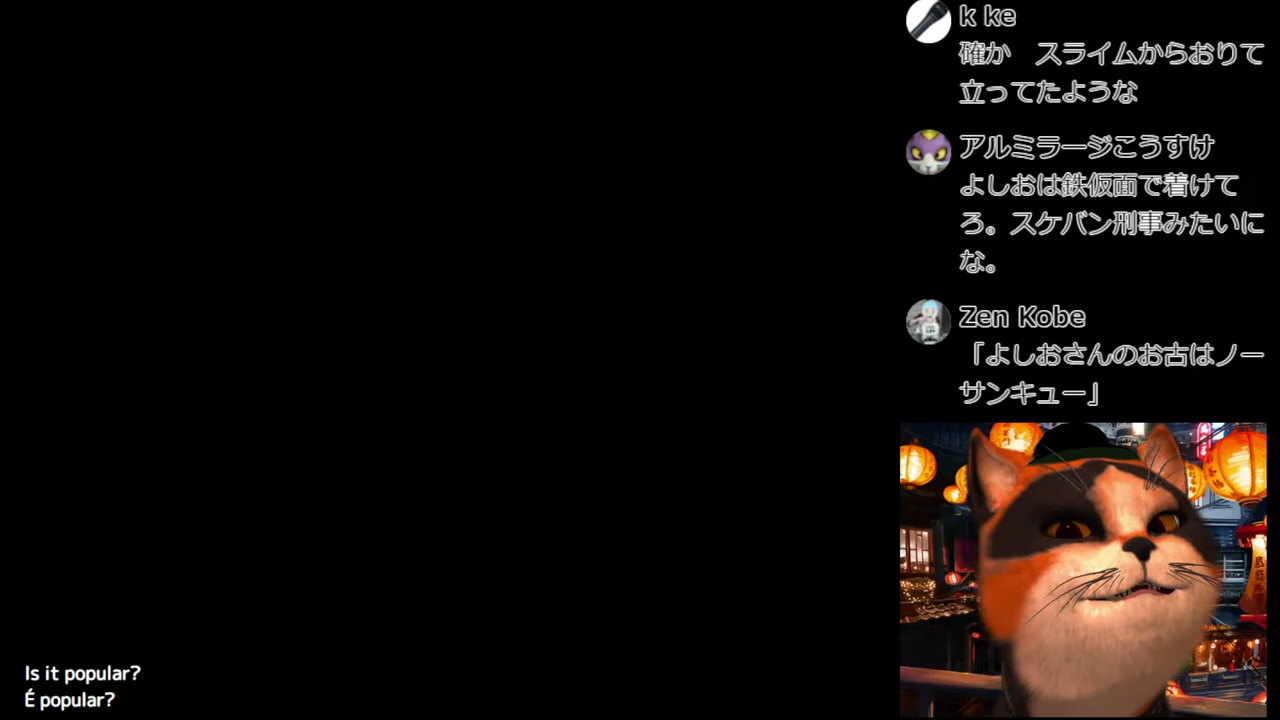 k ke
確か　スライムからおりて
立ってたような
アルミラージこうすけ
よしおは鉄仮面で着けて
ろ。スケバン刑事みたいに
な。
Zen Kobe
「よしおさんのお古はノー
サンキュー」
Is it popular?
É popular?